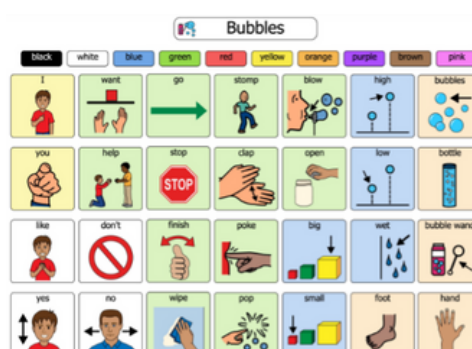 Bubbles
black white blue green red yellow orange purple brown pink
I want go stomp blow high bubbles
you help stop clap open low bottle
STOP
like don't finish poke big wet bubble wand
yes no wipe pop small foot hand